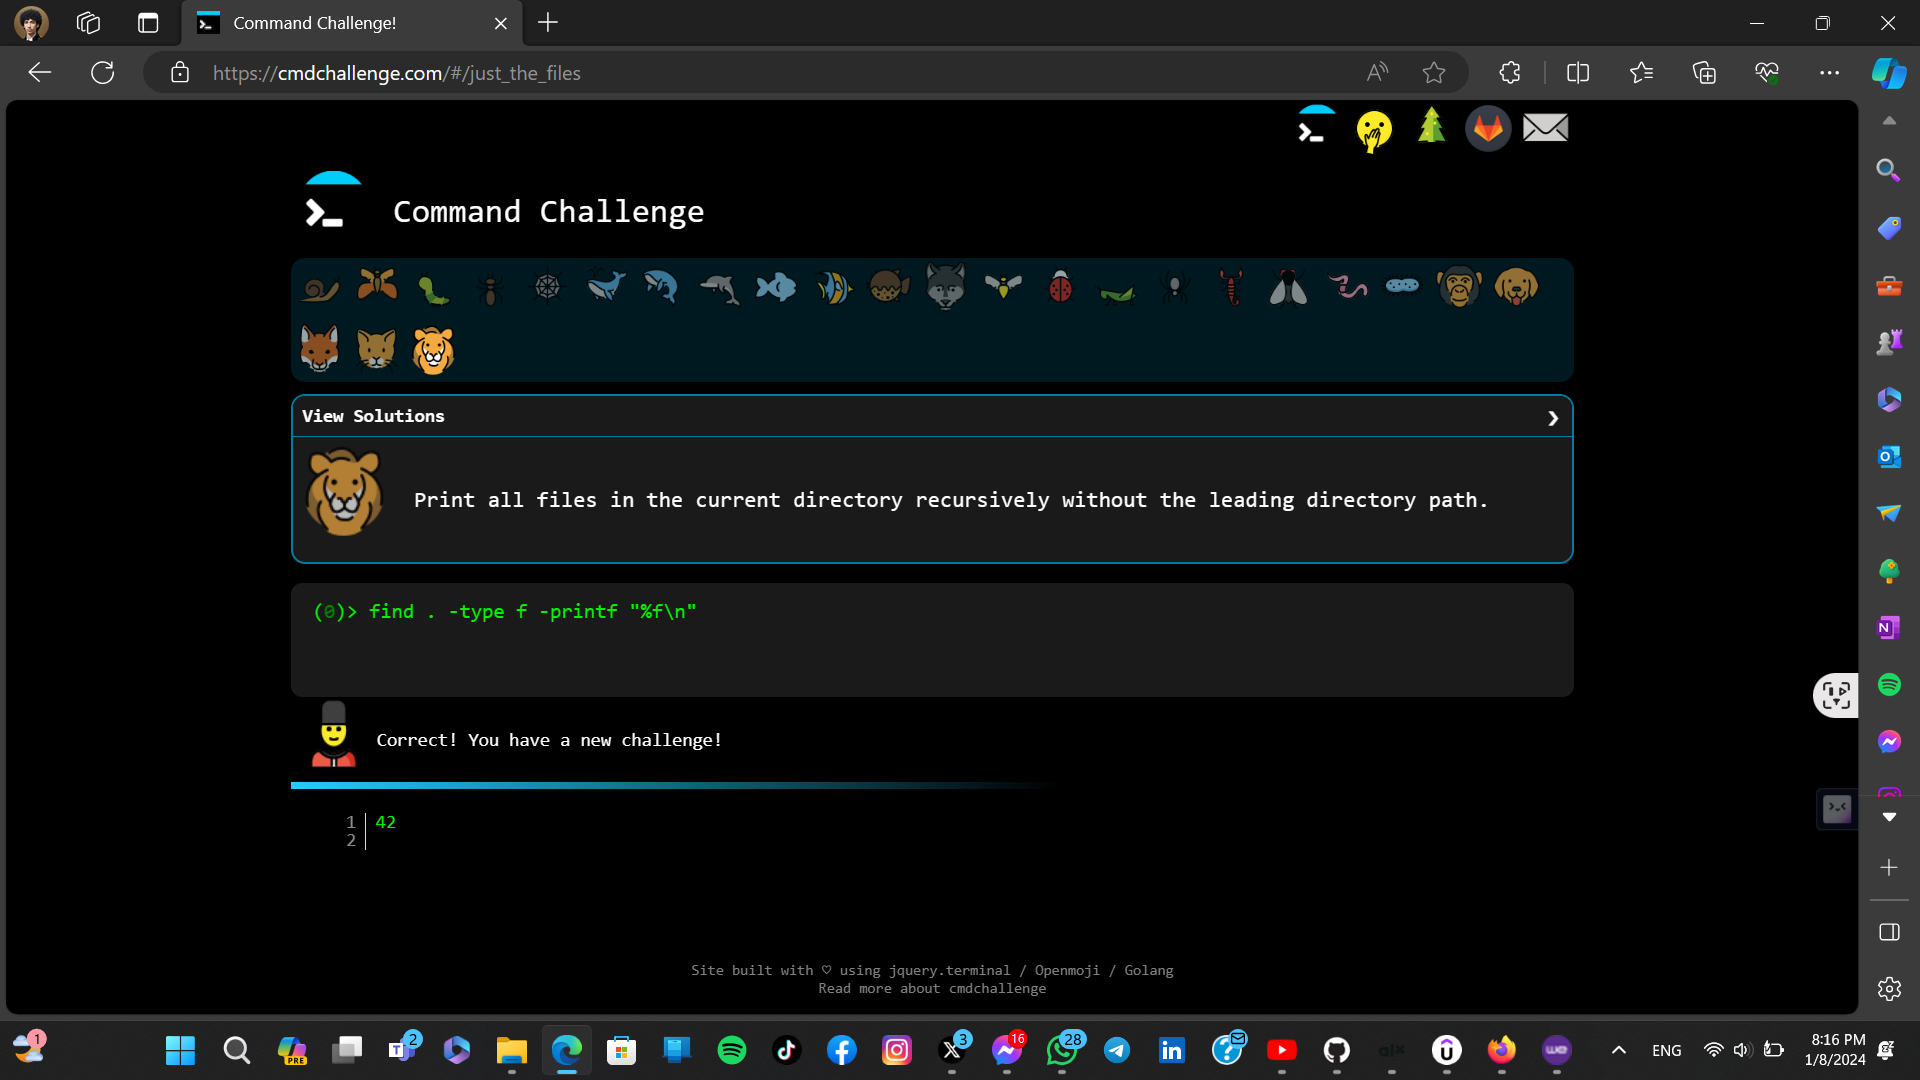 Command Challenge!
https://cmdchallenge.com/#/just_the_files
Command Challenge
View Solutions
Print all files in the current directory recursively without the leading directory path.
(0)> find . -type f -printf "%f\n"
Correct! You have a new challenge!
1 42
2
Site built with ♡ using jquery.terminal / Openmoji / Golang
Read more about cmdchallenge
1
PRE
2
3
16
28
ENG
8:16 PM
1/8/2024